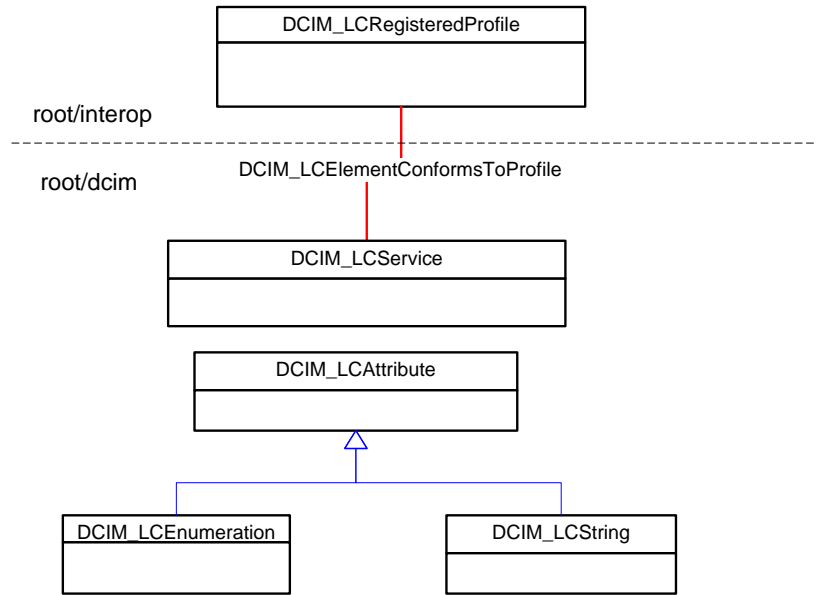 DCIM_LCRegisteredProfile
root/interop
DCIM_LCElementConformsToProfile
root/dcim
DCIM_LCService
DCIM_LCAttribute
DCIM_LCEnumeration
DCIM_LCString